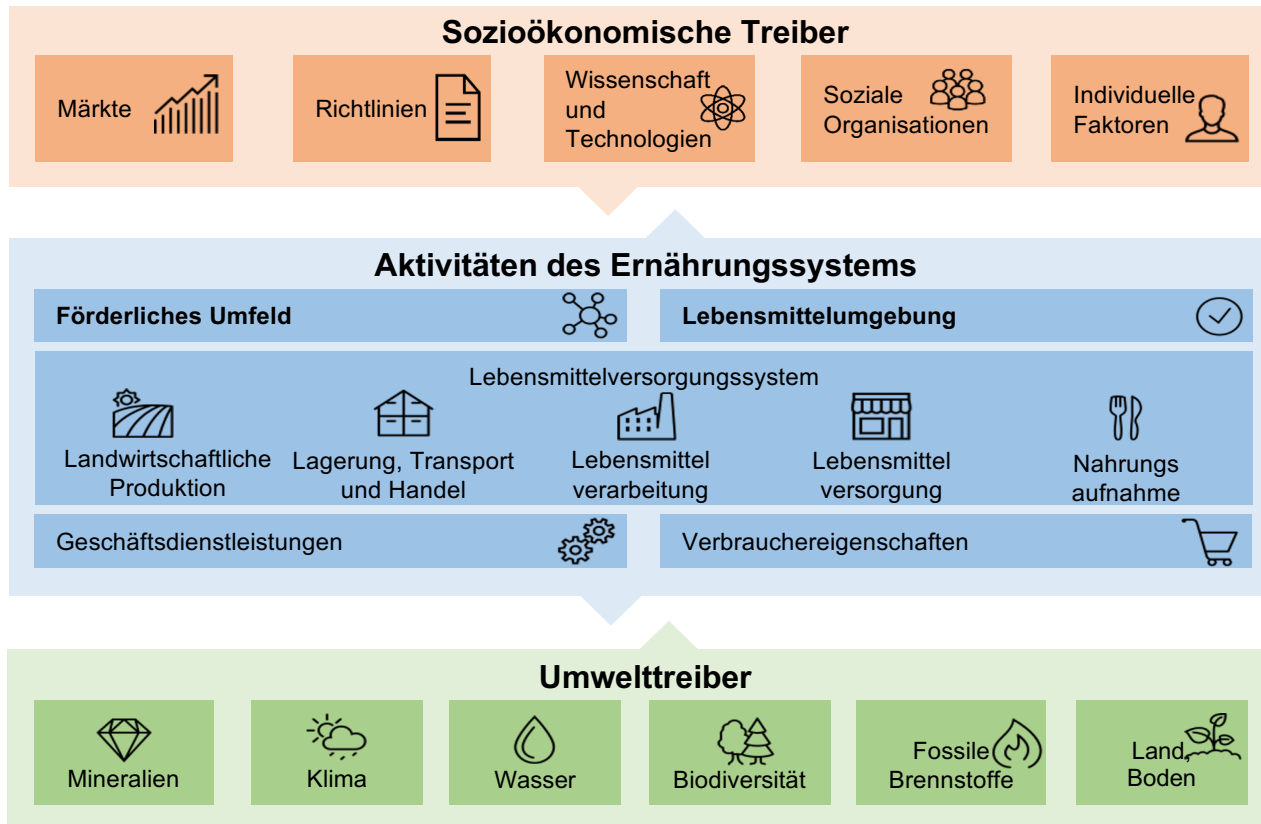 Sozioökonomische Treiber
Märkte
Richtlinien
Wissenschaft
und
Technologien
Soziale
Organisationen
Individuelle
Faktoren
Aktivitäten des Ernährungssystems
Förderliches Umfeld
Lebensmittelumgebung
Lebensmittelversorgungssystem
Landwirtschaftliche
Produktion
Lagerung, Transport
und Handel
Lebensmittel
verarbeitung
Lebensmittel
versorgung
Nahrungs
aufnahme
Geschäftsdienstleistungen
Verbrauchereigenschaften
Umwelttreiber
Mineralien
Klima
Wasser
Biodiversität
Fossile
Brennstoffe
Land,
Boden